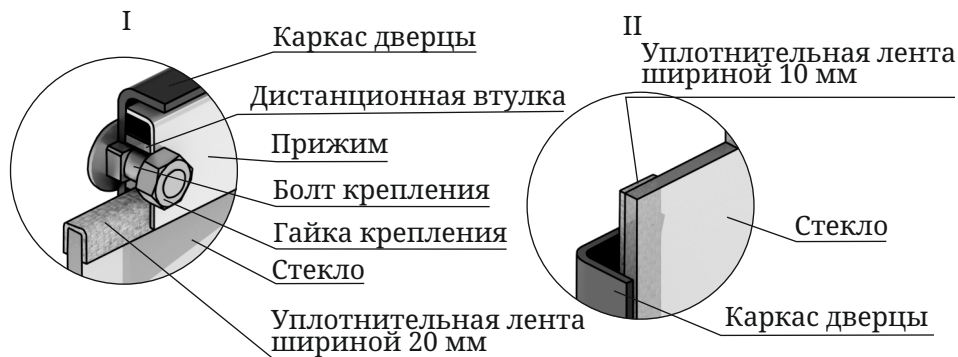 I
Каркас дверцы
Дистанционная втулка
Прижим
Болт крепления
Гайка крепления
Стекло
Уплотнительная лента
шириной 20 мм
II
Уплотнительная лента
шириной 10 мм
Стекло
Каркас дверцы